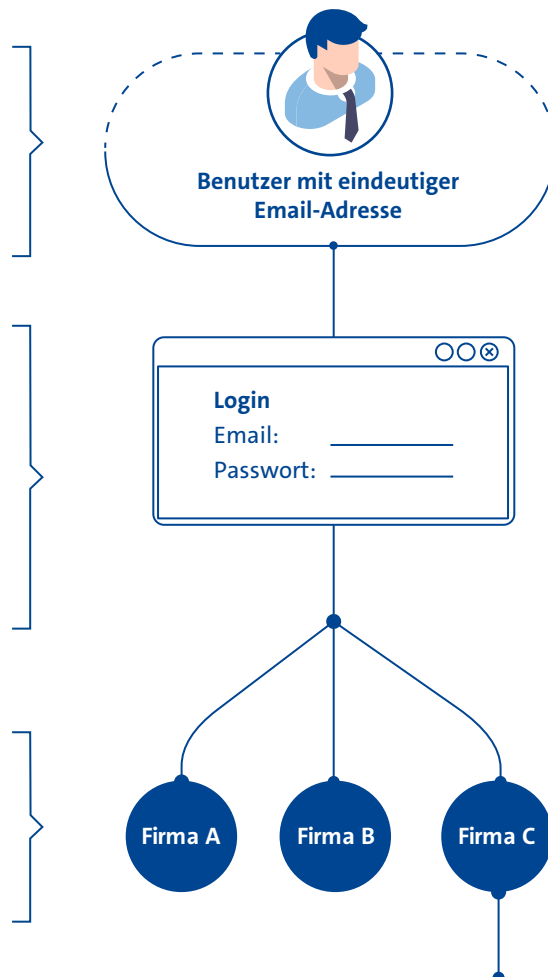 Benutzer mit eindeutiger
Email-Adresse
Login
Email:
Passwort:
Firma A
Firma B
Firma C